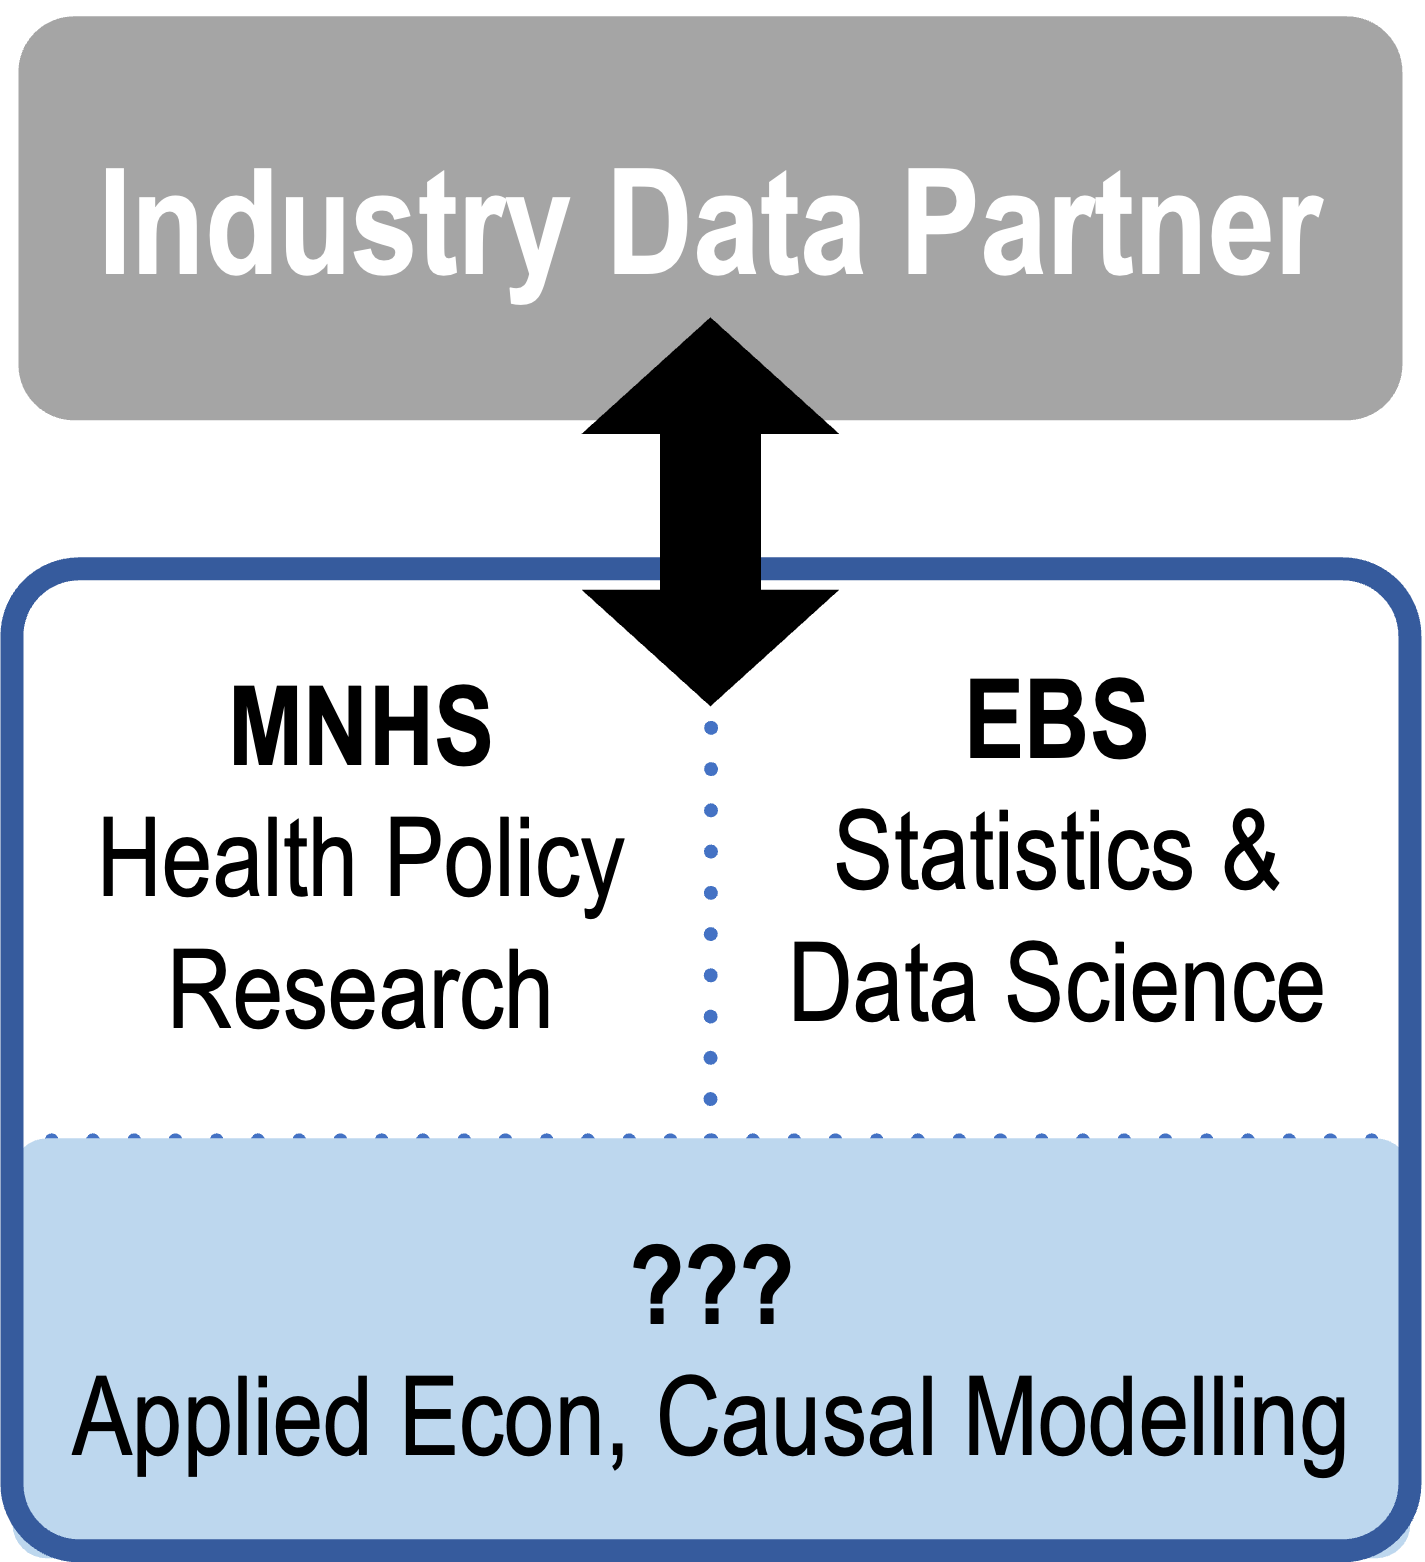 Industry Data Partner
MNHS
Health Policy
Research
EBS
Statistics &
Data Science
???
Applied Econ, Causal Modelling